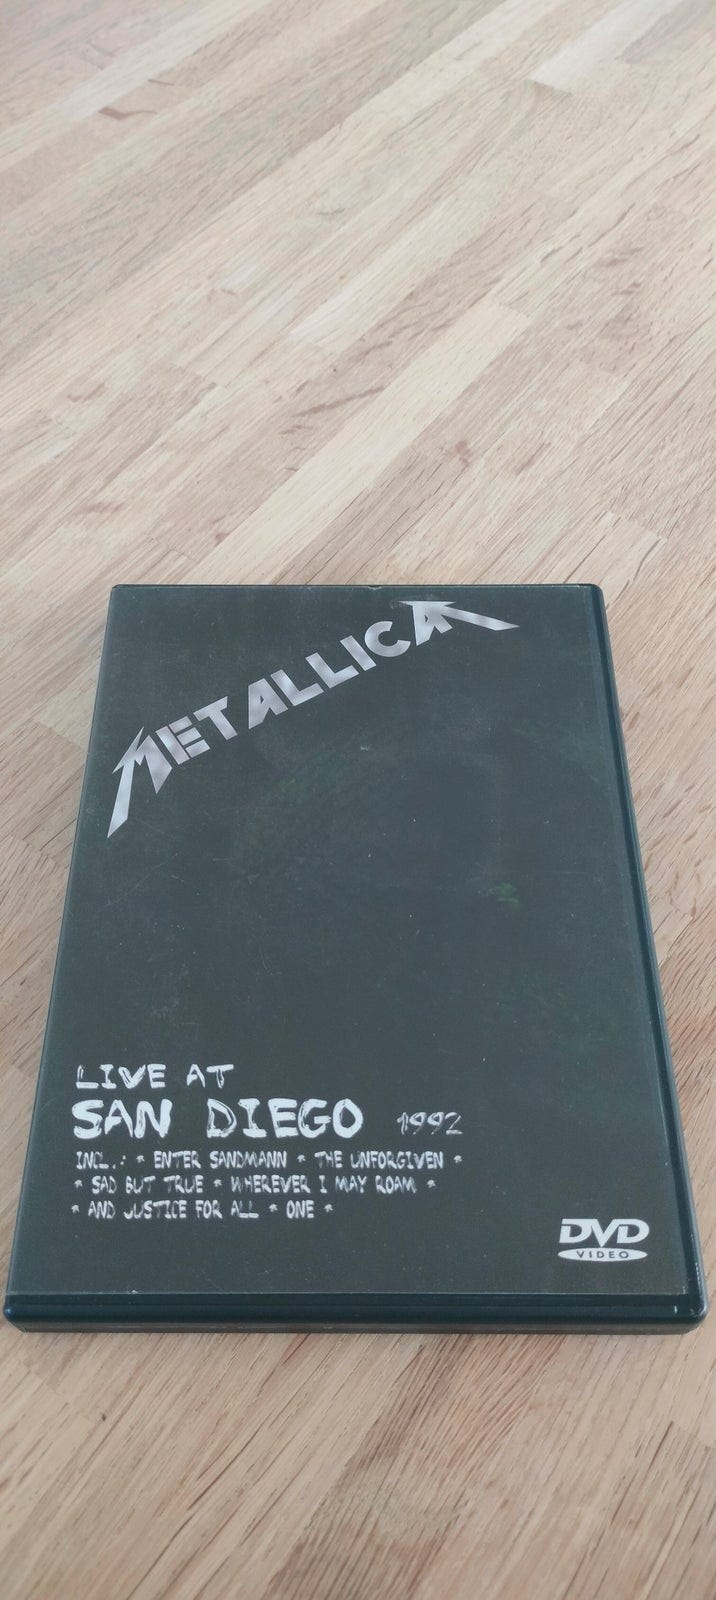 METALLICA
LIVE AT
SAN DIEGO 1992
INCL.: * ENTER SANDMANN * THE UNFORGIVEN *
* SAD BUT TRUE * WHEREVER I MAY ROAM *
* AND JUSTICE FOR ALL * ONE *
DVD
VIDEO